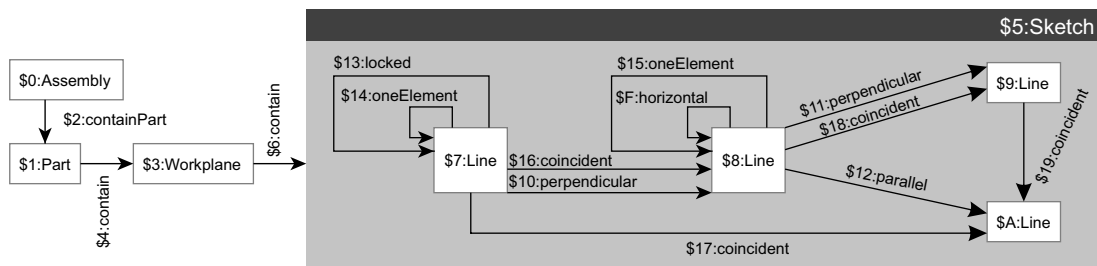 $5:Sketch
$0:Assembly
$2:containPart
$1:Part
$4:contain
$3:Workplane
$6:contain
$13:locked
$14:oneElement
$7:Line
$15:oneElement
$F:horizontal
$8:Line
$16:coincident
$10:perpendicular
$11:perpendicular
$18:coincident
$12:parallel
$17:coincident
$9:Line
$19:coincident
$A:Line